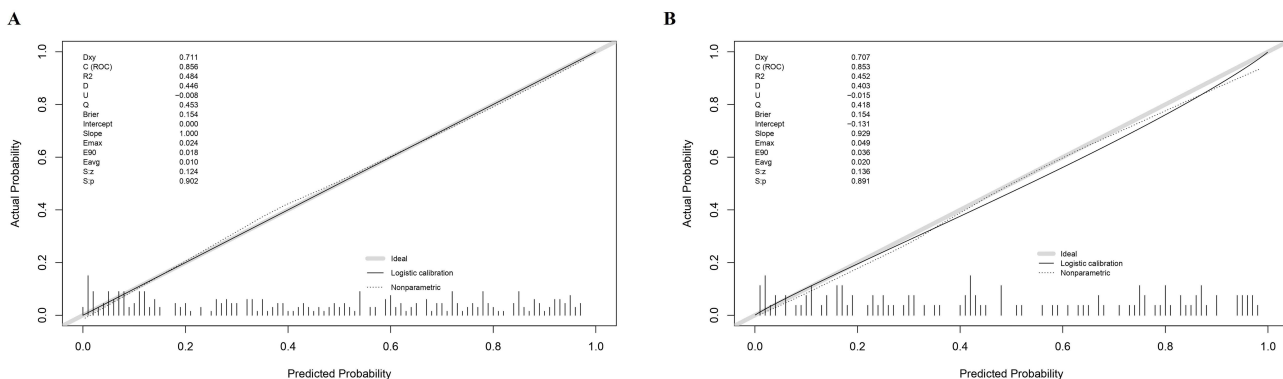 A
Dxy 0.711
C (ROC) 0.856
R2 0.484
D 0.446
U −0.008
Q 0.453
Brier 0.154
Intercept 0.000
Slope 1.000
Emax 0.024
E90 0.018
Eavg 0.010
S:z 0.124
S:p 0.902
Actual Probability
1.0
0.8
0.6
0.4
0.2
0.0
Ideal
Logistic calibration
Nonparametric
0.0 0.2 0.4 0.6 0.8 1.0
Predicted Probability
B
Dxy 0.707
C (ROC) 0.853
R2 0.452
D 0.403
U −0.015
Q 0.418
Brier 0.154
Intercept −0.131
Slope 0.929
Emax 0.049
E90 0.036
Eavg 0.020
S:z 0.136
S:p 0.891
Actual Probability
1.0
0.8
0.6
0.4
0.2
0.0
Ideal
Logistic calibration
Nonparametric
0.0 0.2 0.4 0.6 0.8 1.0
Predicted Probability